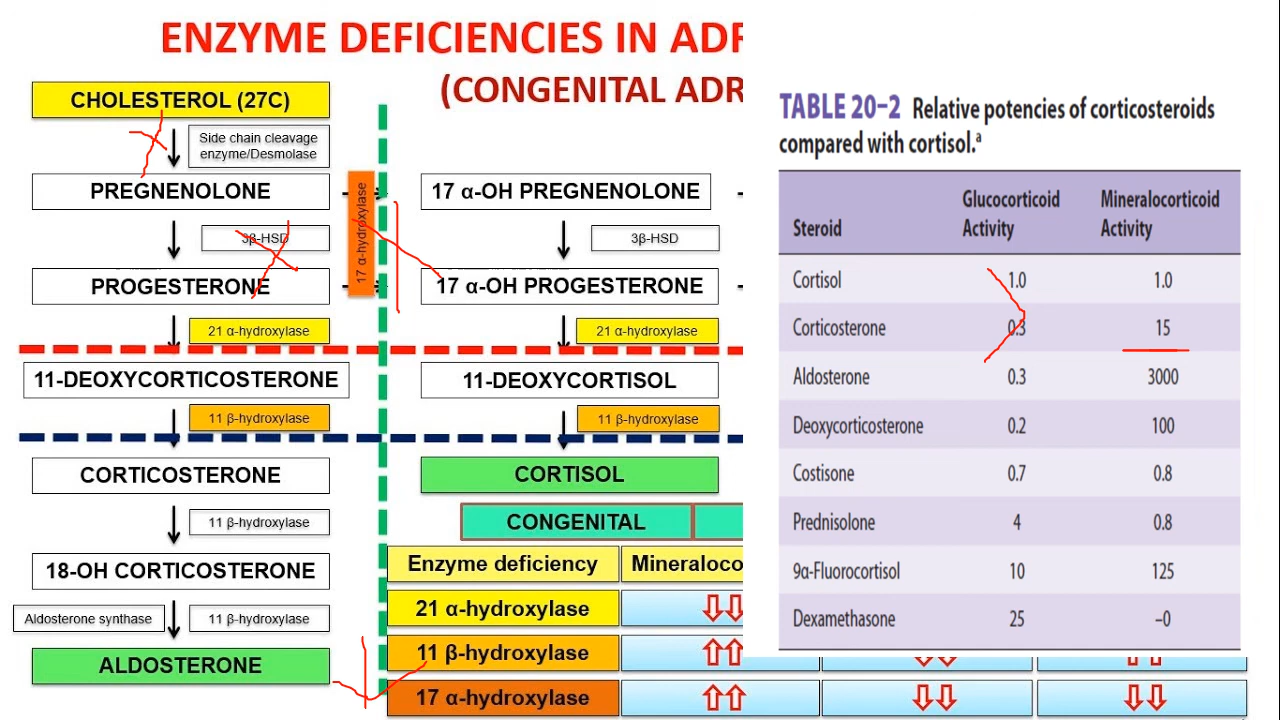 ENZYME DEFICIENCIES IN ADR
(CONGENITAL ADR
CHOLESTEROL (27C)
Side chain cleavage
enzyme/Desmolase
PREGNENOLONE
17 α-hydroxylase
17 α-OH PREGNENOLONE
3β-HSD
3β-HSD
PROGESTERONE
17 α-OH PROGESTERONE
21 α-hydroxylase
21 α-hydroxylase
11-DEOXYCORTICOSTERONE
11-DEOXYCORTISOL
11 β-hydroxylase
11 β-hydroxylase
CORTICOSTERONE
CORTISOL
11 β-hydroxylase
18-OH CORTICOSTERONE
Aldosterone synthase
11 β-hydroxylase
ALDOSTERONE
CONGENITAL
Enzyme deficiency Mineraloco
21 α-hydroxylase
11 β-hydroxylase
17 α-hydroxylase
TABLE 20–2 Relative potencies of corticosteroids
compared with cortisol.a
Steroid Glucocorticoid Activity Mineralocorticoid Activity
Cortisol 1.0 1.0
Corticosterone 0.3 15
Aldosterone 0.3 3000
Deoxycorticosterone 0.2 100
Costisone 0.7 0.8
Prednisolone 4 0.8
9α-Fluorocortisol 10 125
Dexamethasone 25 –0